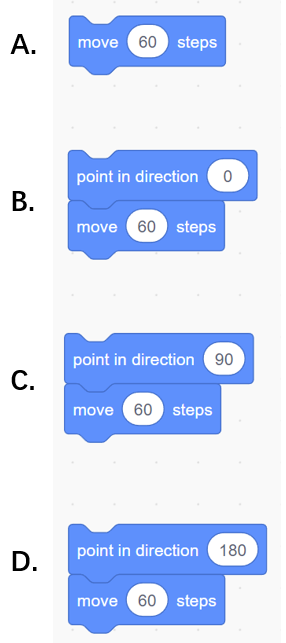 A. move 60 steps
point in direction 0
B.
move 60 steps
point in direction 90
C.
move 60 steps
point in direction 180
D.
move 60 steps